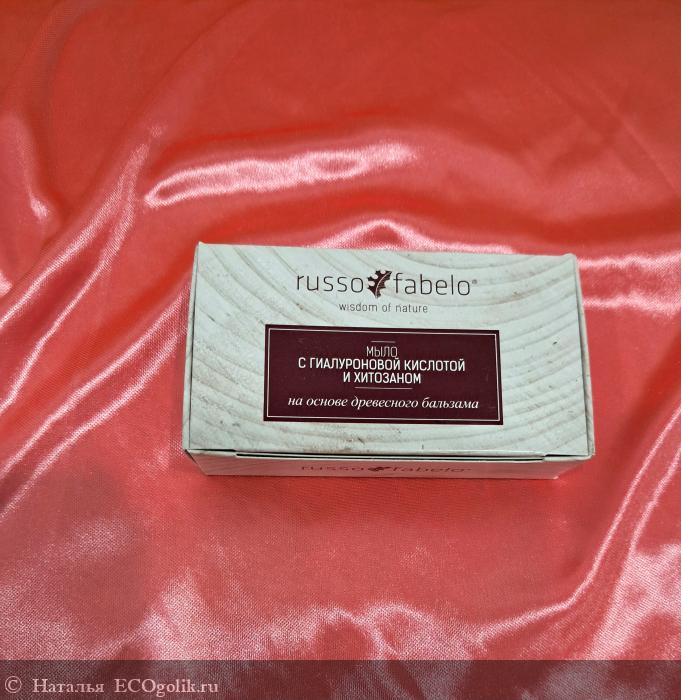 russo fabelo®
wisdom of nature
МЫЛО
С ГИАЛУРОНОВОЙ КИСЛОТОЙ
И ХИТОЗАНОМ
на основе древесного бальзама
russo fabelo®
© Наталья ECOgolik.ru